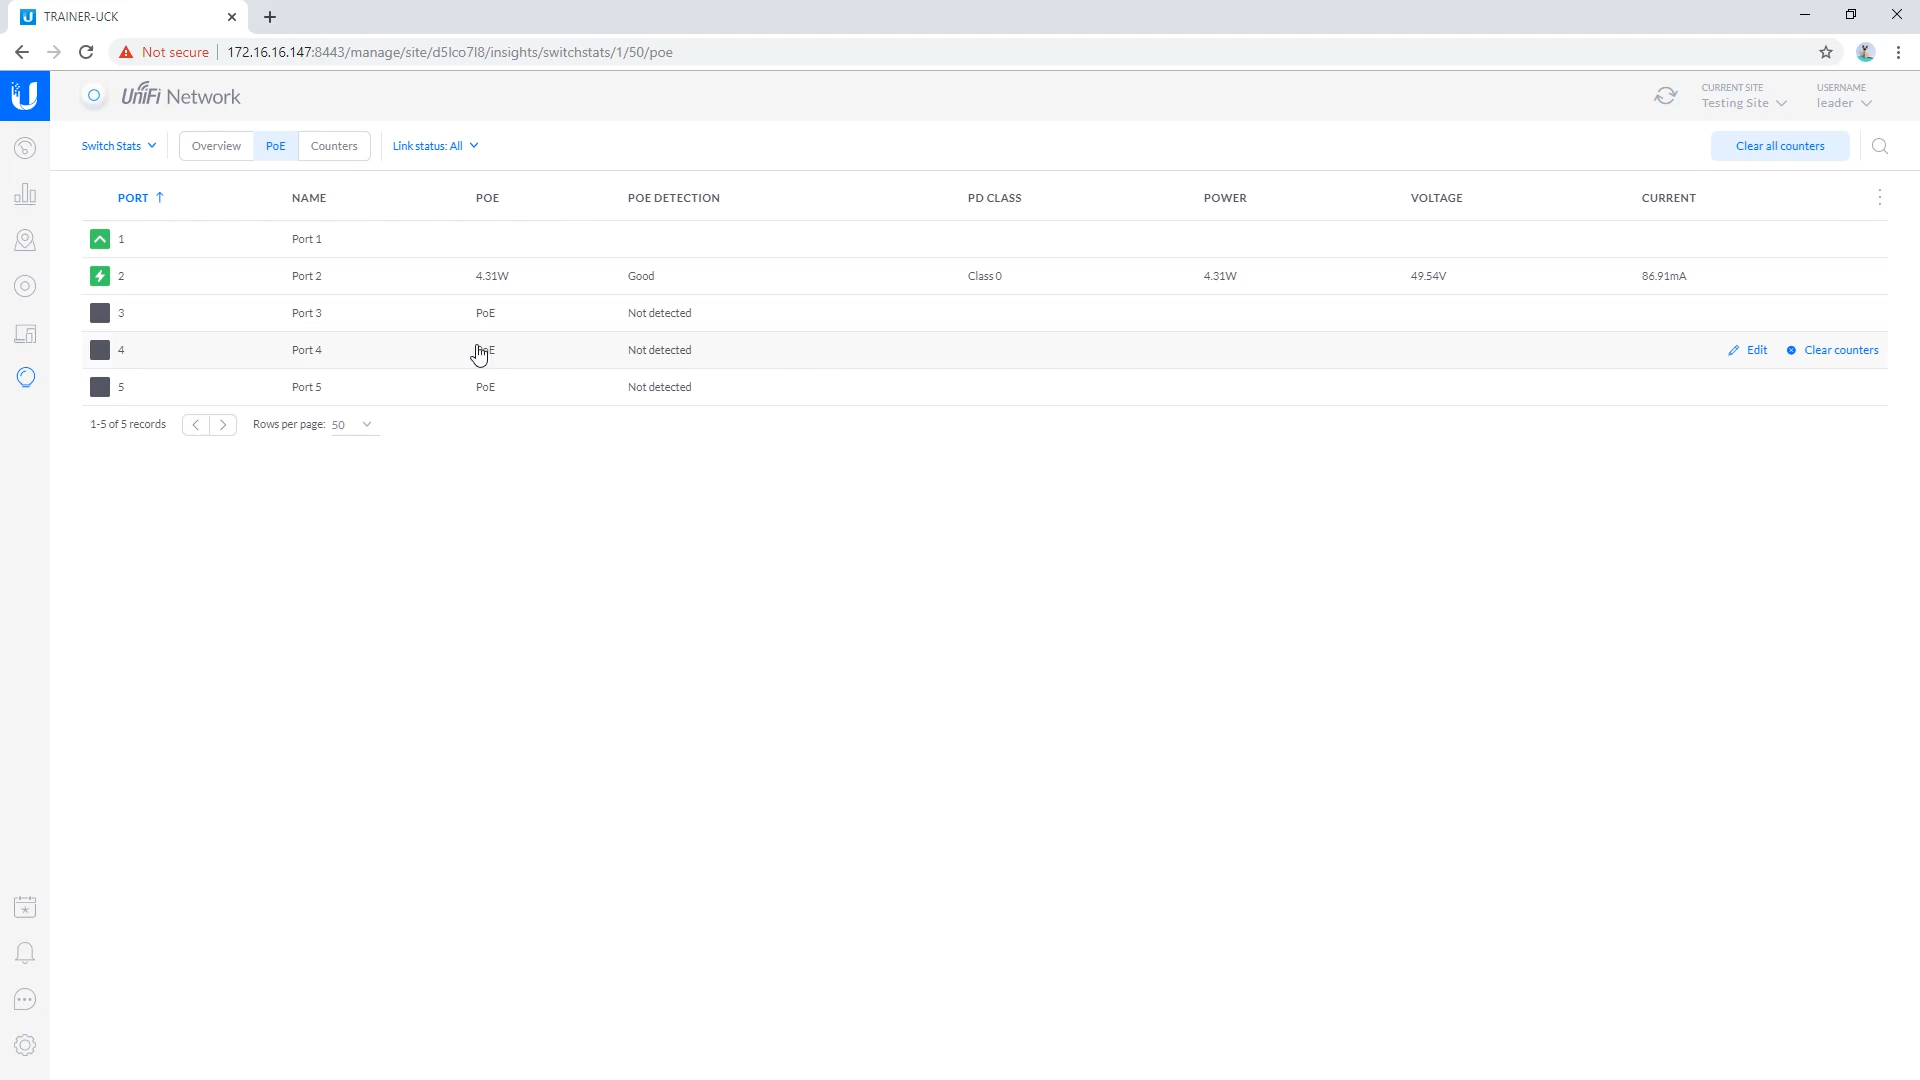 TRAINER-UCK
Not secure 172.16.16.147:8443/manage/site/d5lco7l8/insights/switchstats/1/50/poe
UniFi Network
CURRENT SITE USERNAME
Testing Site leader
Switch Stats Overview PoE Counters Link status: All Clear all counters
PORT NAME POE POE DETECTION PD CLASS POWER VOLTAGE CURRENT
1 Port 1
2 Port 2 4.31W Good Class 0 4.31W 49.54V 86.91mA
3 Port 3 PoE Not detected
4 Port 4 PoE Not detected Edit Clear counters
5 Port 5 PoE Not detected
1-5 of 5 records Rows per page: 50